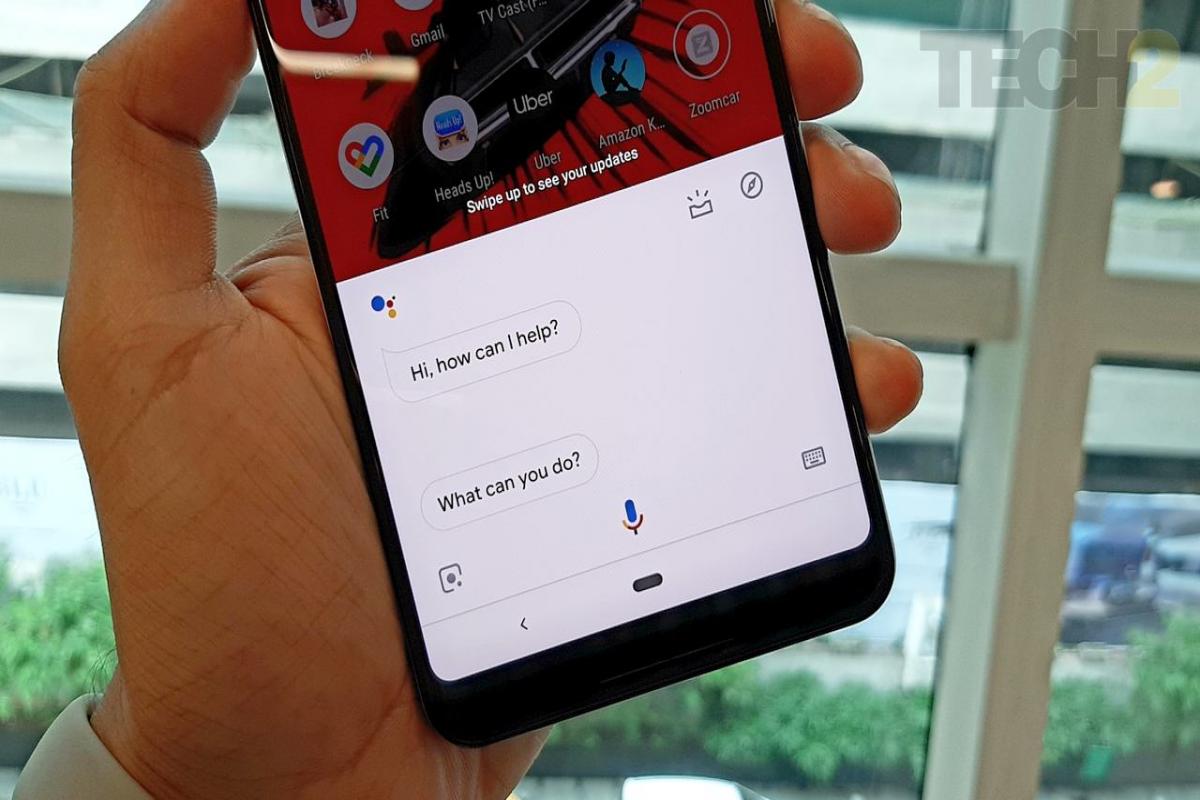 TECH2
Gmail
TV Cast (F...
Uber
Zoomcar
Amazon K...
Heads Up!
Uber
Heads Up!
Fit
Swipe up to see your updates
Hi, how can I help?
What can you do?